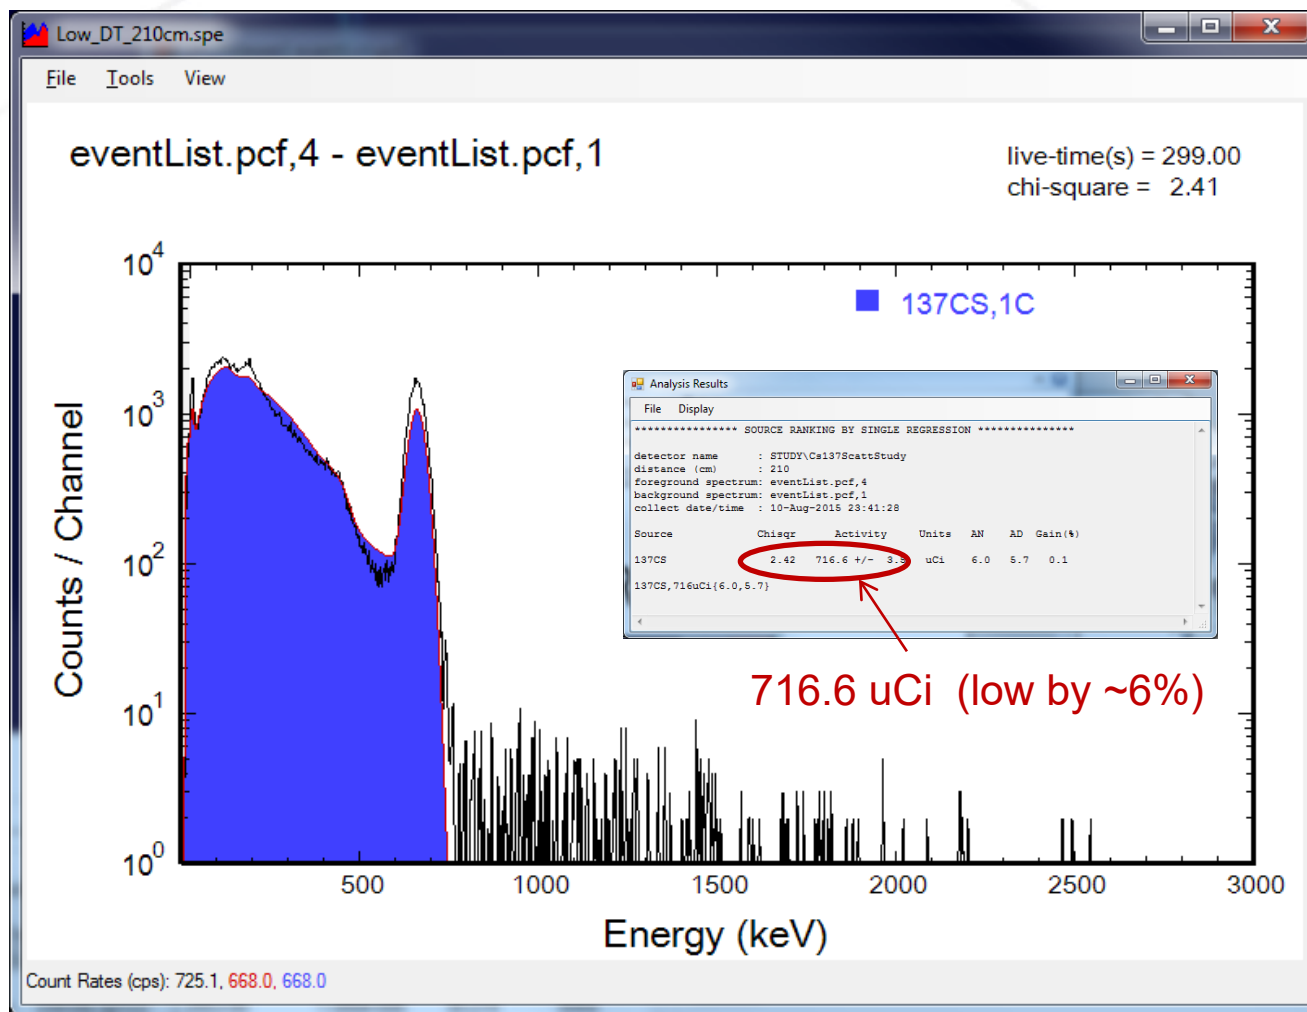 Low_DT_210cm.spe
File Tools View
eventList.pcf,4 - eventList.pcf,1
live-time(s) = 299.00
chi-square = 2.41
10^4
10^3
10^2
10^1
10^0
Counts / Channel
137CS,1C
Analysis Results
File Display
**************** SOURCE RANKING BY SINGLE REGRESSION ***************
detector name : STUDY\Cs137ScattStudy
distance (cm) : 210
foreground spectrum: eventList.pcf,4
background spectrum: eventList.pcf,1
collect date/time : 10-Aug-2015 23:41:28
Source Chisqr Activity Units AN AD Gain(%)
137CS 2.42 716.6 +/- uCi 6.0 5.7 0.1
137CS,716uCi{6.0,5.7}
716.6 uCi (low by ~6%)
500 1000 1500 2000 2500 3000
Energy (keV)
Count Rates (cps): 725.1, 668.0, 668.0